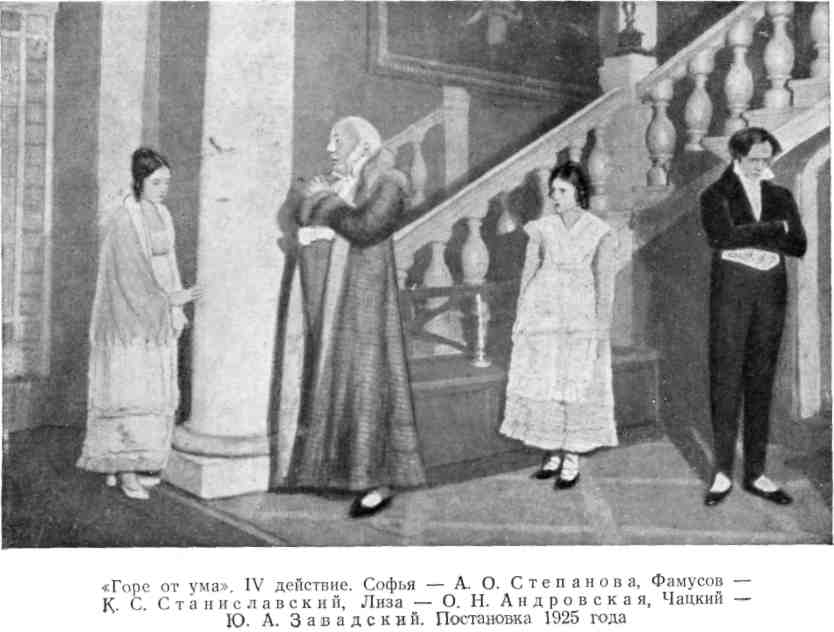 «Горе от ума». IV действие. Софья — А. О. Степанова, Фамусов —
К. С. Станиславский, Лиза — О. Н. Андровская, Чацкий —
Ю. А. Завадский. Постановка 1925 года